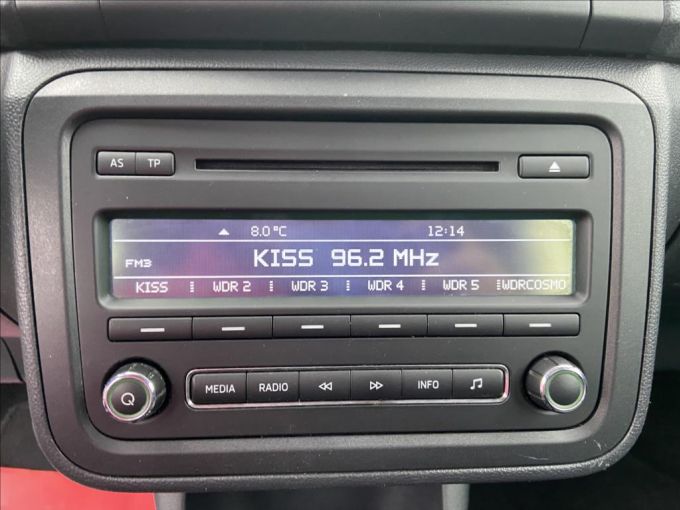 AS TP
8.0 °C 12:14
FM3 KISS 96.2 MHz
KISS WDR 2 WDR 3 WDR 4 WDR 5 WDRCOSMO
MEDIA RADIO INFO